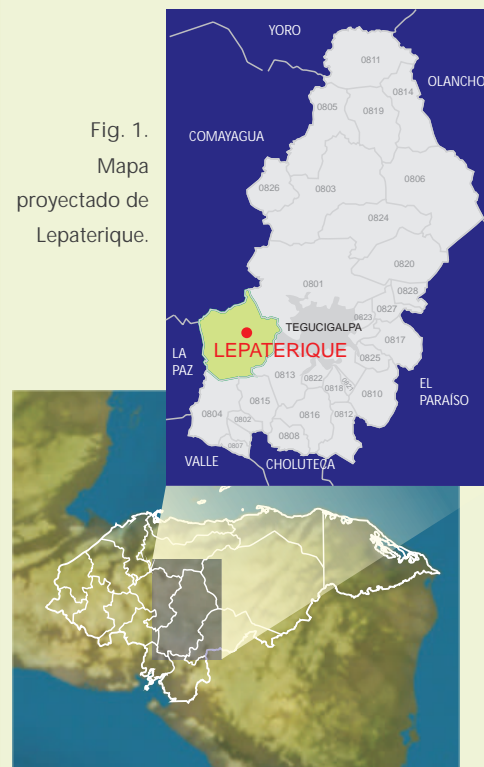 Fig. 1.
Mapa
proyectado de
Lepaterique.
YORO
0811
OLANCHO
0814
0805
0819
COMAYAGUA
0806
0826
0803
0824
0820
0801
0828
0827
0823
TEGUCIGALPA
0817
LEPATERIQUE
LA
PAZ
0825
0813
0822
0818
EL
PARAÍSO
0810
0815
0804
0816
0812
0802
0808
0807
VALLE
CHOLUTECA